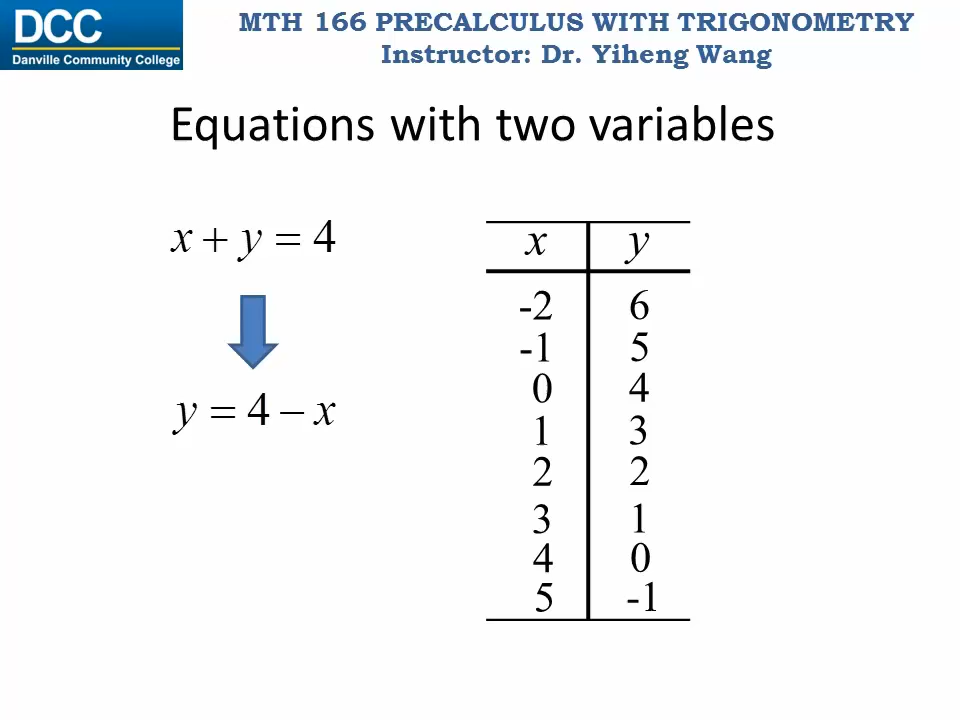 DCC
Danville Community College
MTH 166 PRECALCULUS WITH TRIGONOMETRY
Instructor: Dr. Yiheng Wang
Equations with two variables
x + y = 4
y = 4 − x
x y
-2 6
-1 5
0 4
1 3
2 2
3 1
4 0
5 -1